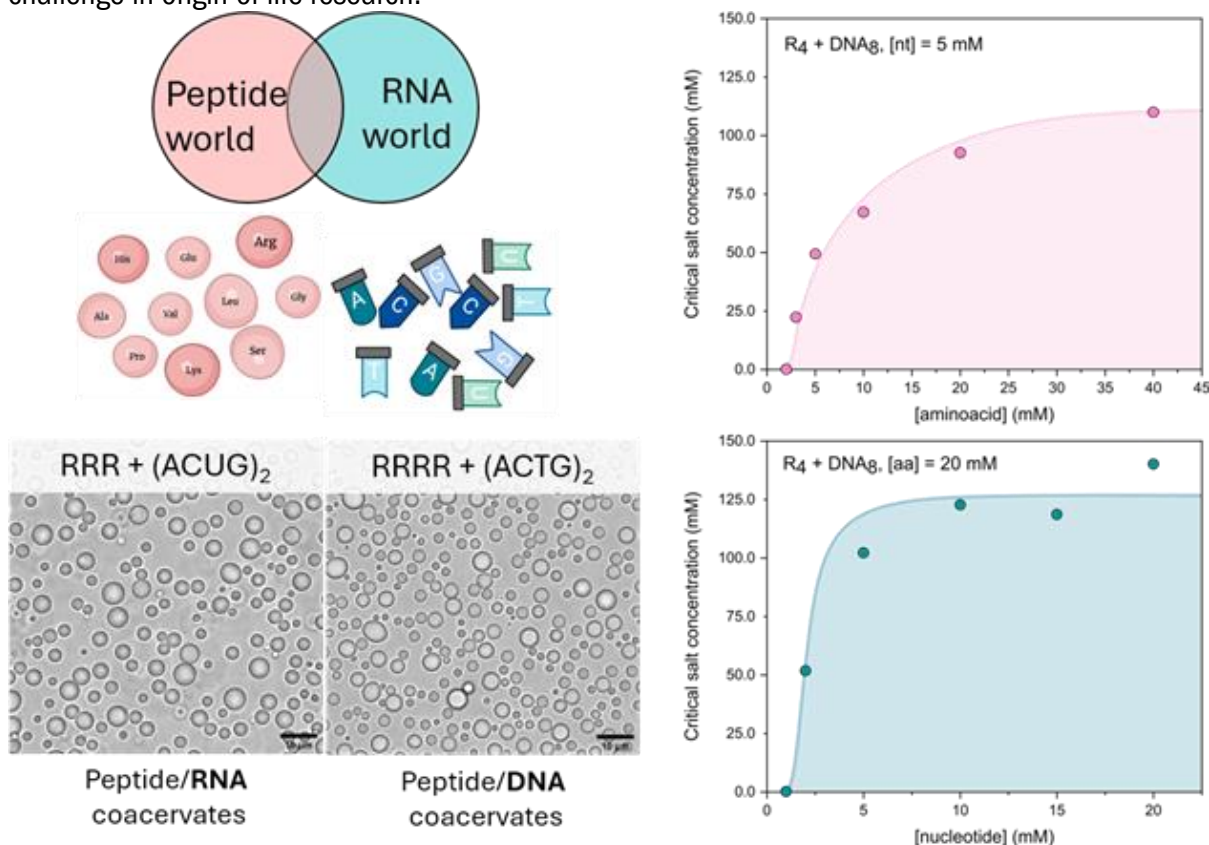 challenge in origin of life research.
Peptide
world
RNA
world
His
Glu
Arg
Ala
Val
Leu
Gly
Pro
Lys
Ser
A
C
G
C
U
T
T
A
U
G
RRR + (ACUG)2
RRRR + (ACTG)2
10 µm
Peptide/RNA
coacervates
Peptide/DNA
coacervates
R4 + DNA8, [nt] = 5 mM
Critical salt concentration (mM)
150.0
125.0
100.0
75.0
50.0
25.0
0.0
0 5 10 15 20 25 30 35 40 45
[aminoacid] (mM)
R4 + DNA8, [aa] = 20 mM
Critical salt concentration (mM)
150.0
125.0
100.0
75.0
50.0
25.0
0.0
0 5 10 15 20
[nucleotide] (mM)